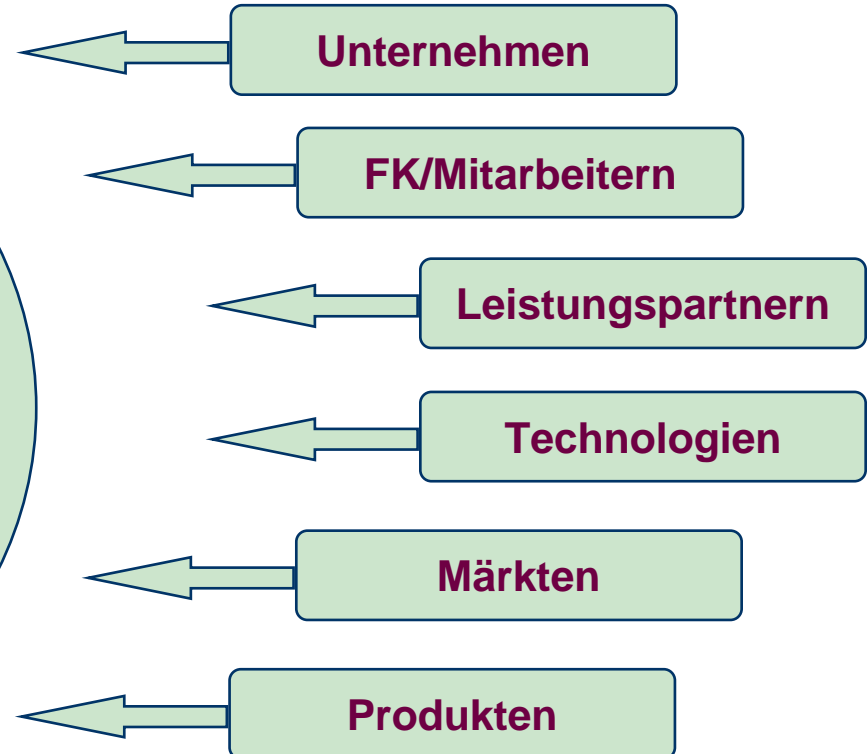 Unternehmen
FK/Mitarbeitern
Leistungspartnern
Technologien
Märkten
Produkten